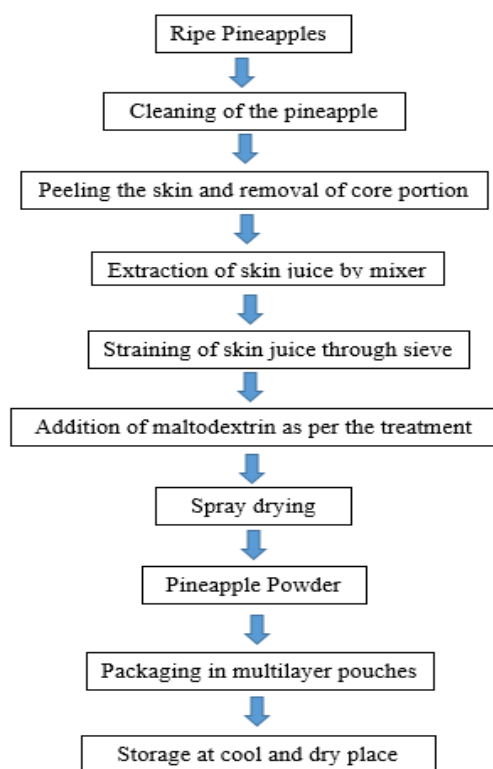 Ripe Pineapples
Cleaning of the pineapple
Peeling the skin and removal of core portion
Extraction of skin juice by mixer
Straining of skin juice through sieve
Addition of maltodextrin as per the treatment
Spray drying
Pineapple Powder
Packaging in multilayer pouches
Storage at cool and dry place